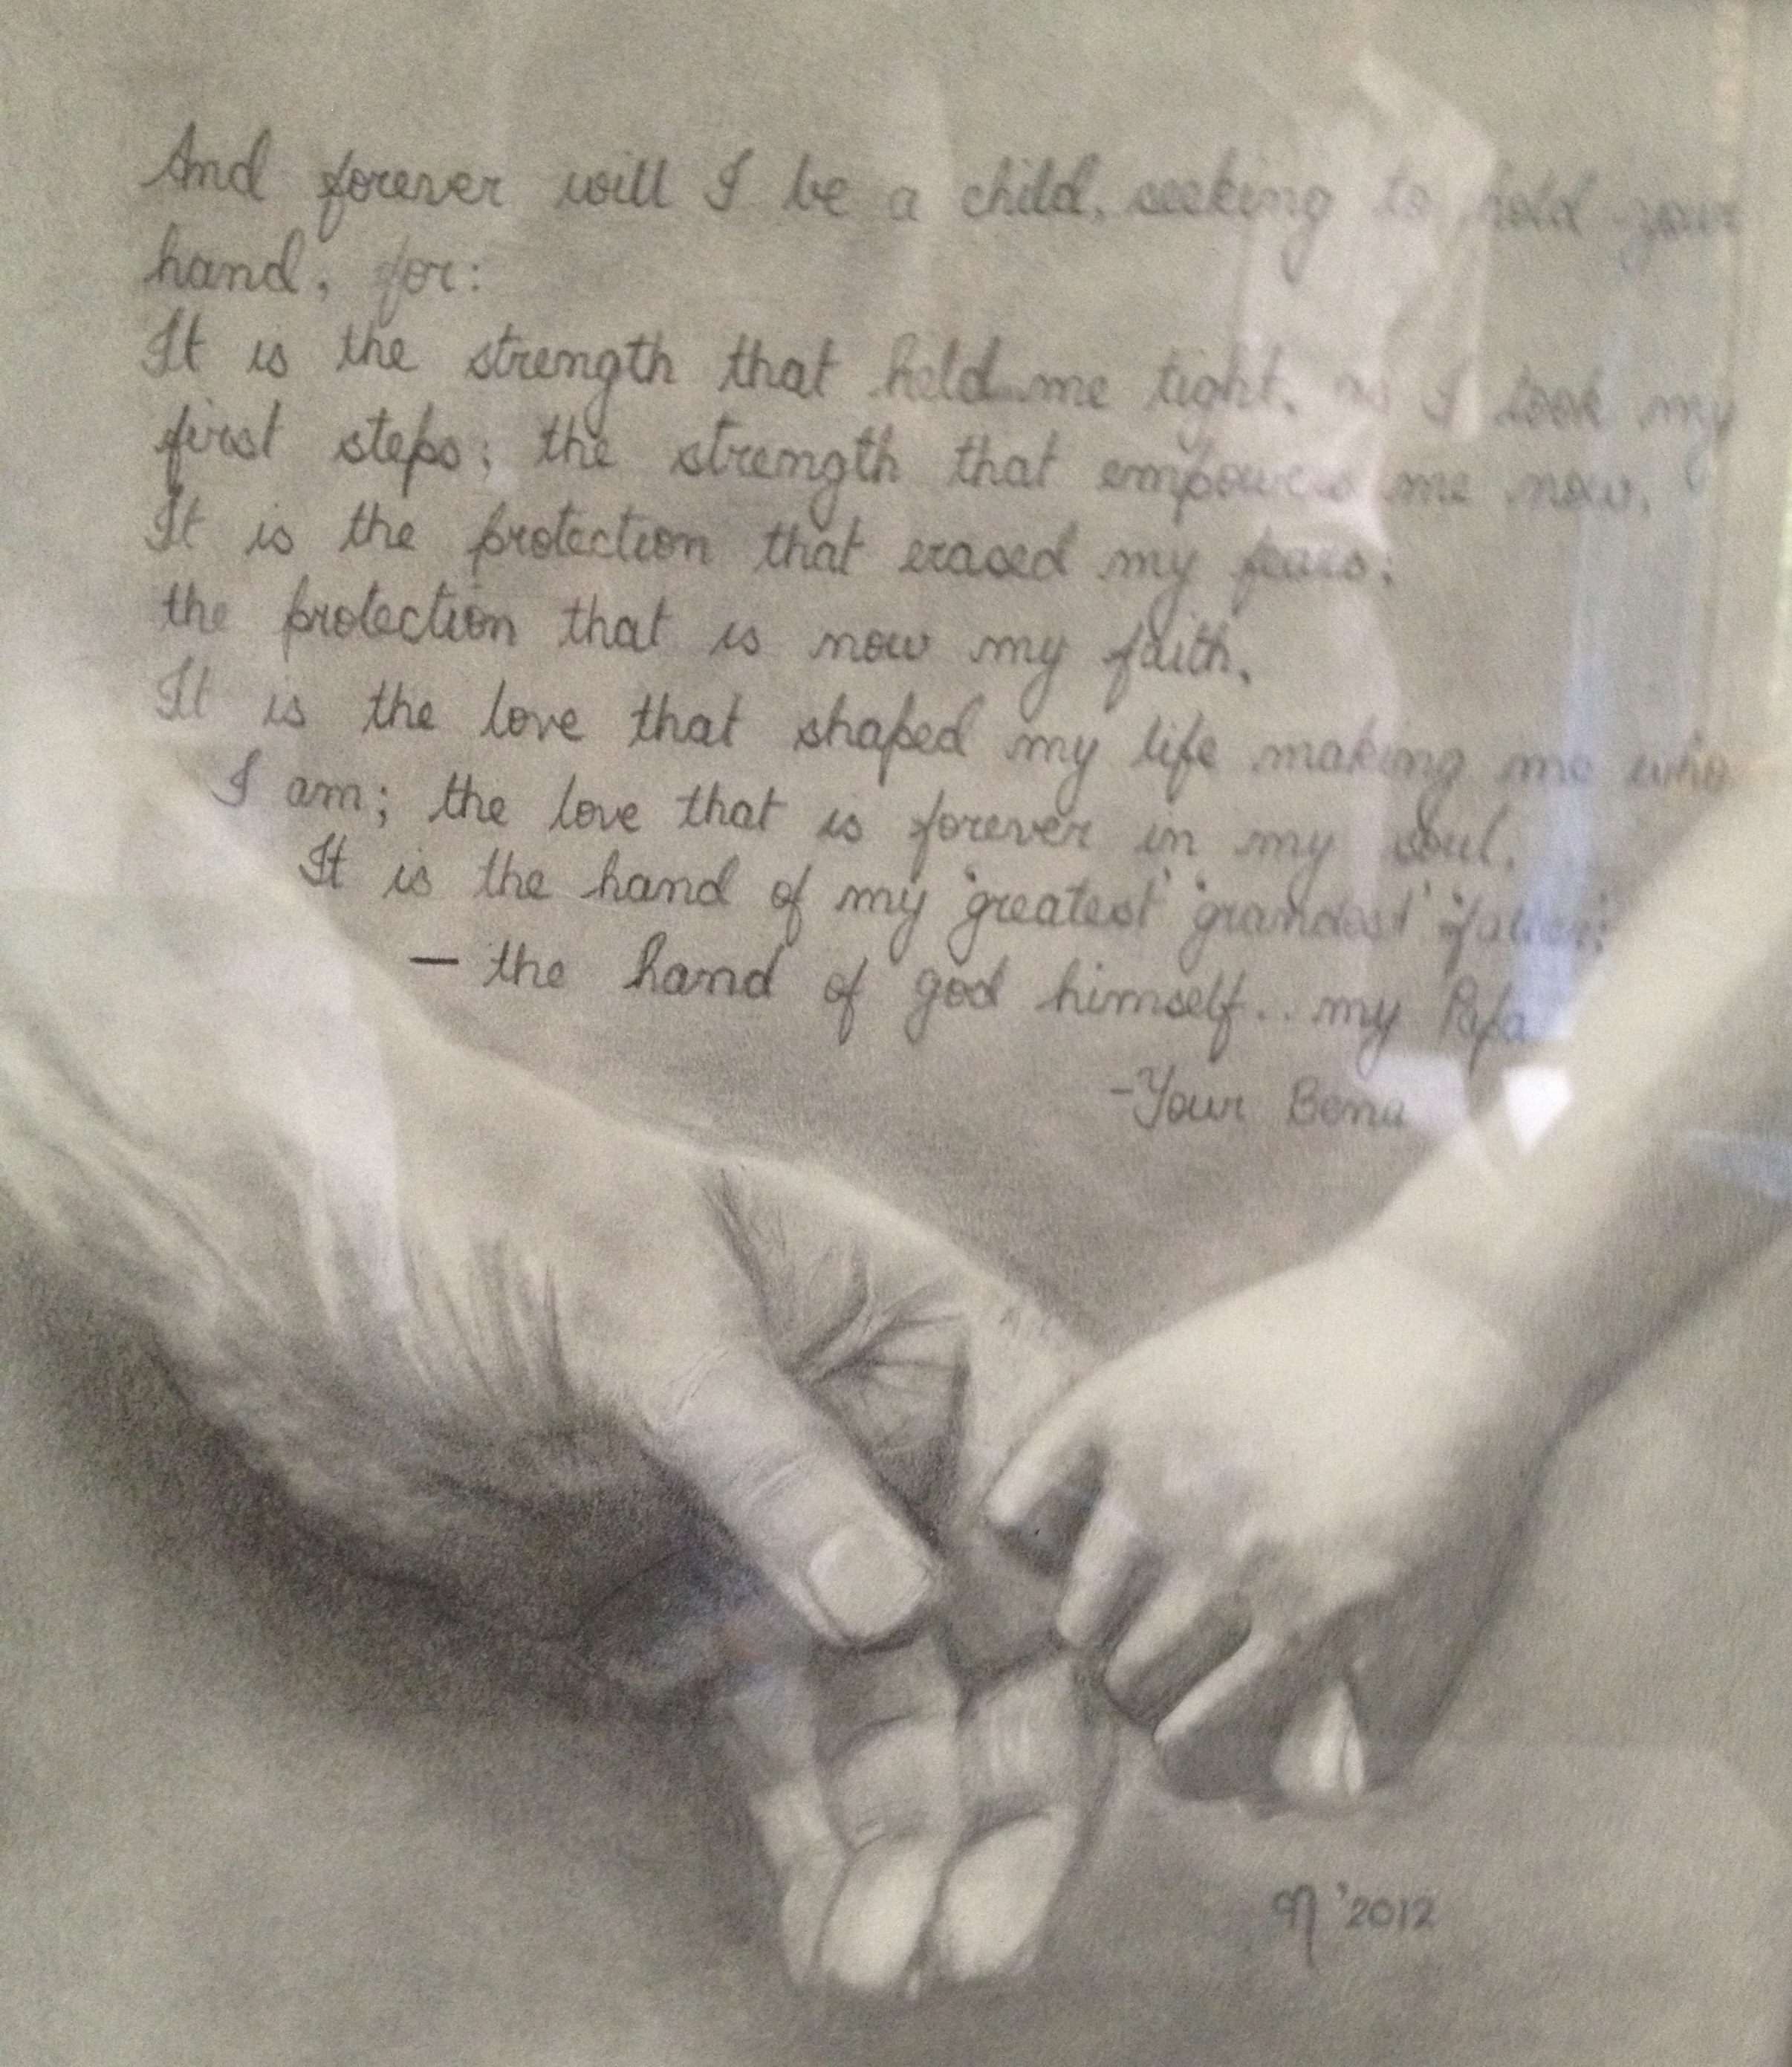 And forever will I be a child, seeking to hold your
hand, for:
It is the strength that held me tight, as I took my
first steps; the strength that empowers me now.
It is the protection that erased my fears;
the protection that is now my faith.
It is the love that shaped my life making me who
I am; the love that is forever in my soul.
It is the hand of my 'greatest' 'grandest' 'father';
— the hand of god himself... my Papa
-Your Bena
'2012